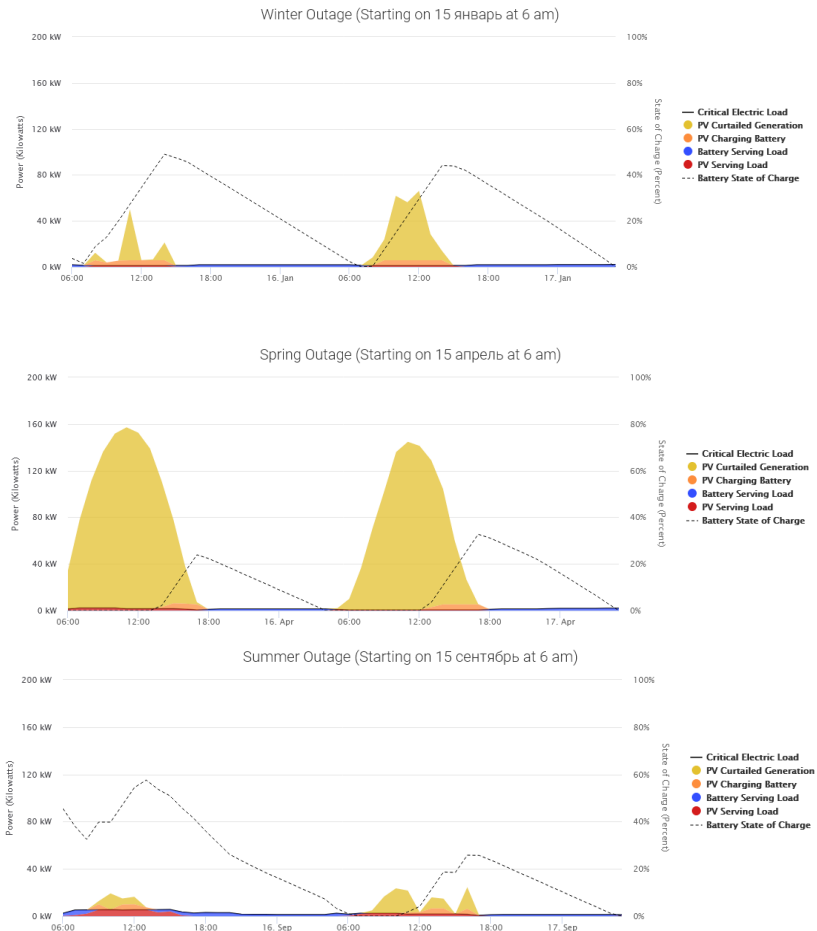 Winter Outage (Starting on 15 январь at 6 am)
200 kW
100%
160 kW
80%
120 kW
60%
80 kW
40%
40 kW
20%
0 kW
0%
Power (Kilowatts)
State of Charge (Percent)
06:00 12:00 18:00 16. Jan 06:00 12:00 18:00 17. Jan
Critical Electric Load
PV Curtailed Generation
PV Charging Battery
Battery Serving Load
PV Serving Load
Battery State of Charge
Spring Outage (Starting on 15 апрель at 6 am)
200 kW
100%
160 kW
80%
120 kW
60%
80 kW
40%
40 kW
20%
0 kW
0%
Power (Kilowatts)
State of Charge (Percent)
06:00 12:00 18:00 16. Apr 06:00 12:00 18:00 17. Apr
Critical Electric Load
PV Curtailed Generation
PV Charging Battery
Battery Serving Load
PV Serving Load
Battery State of Charge
Summer Outage (Starting on 15 сентябрь at 6 am)
200 kW
100%
160 kW
80%
120 kW
60%
80 kW
40%
40 kW
20%
0 kW
0%
Power (Kilowatts)
State of Charge (Percent)
06:00 12:00 18:00 16. Sep 06:00 12:00 18:00 17. Sep
Critical Electric Load
PV Curtailed Generation
PV Charging Battery
Battery Serving Load
PV Serving Load
Battery State of Charge